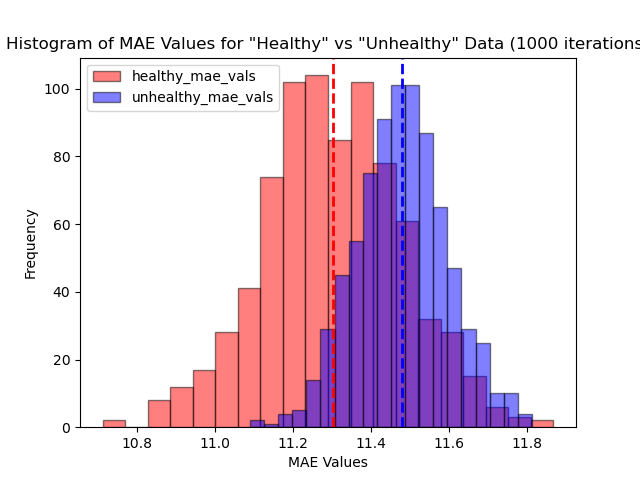 Histogram of MAE Values for "Healthy" vs "Unhealthy" Data (1000 iterations
healthy_mae_vals
unhealthy_mae_vals
100
80
60
40
20
0
Frequency
10.8 11.0 11.2 11.4 11.6 11.8
MAE Values